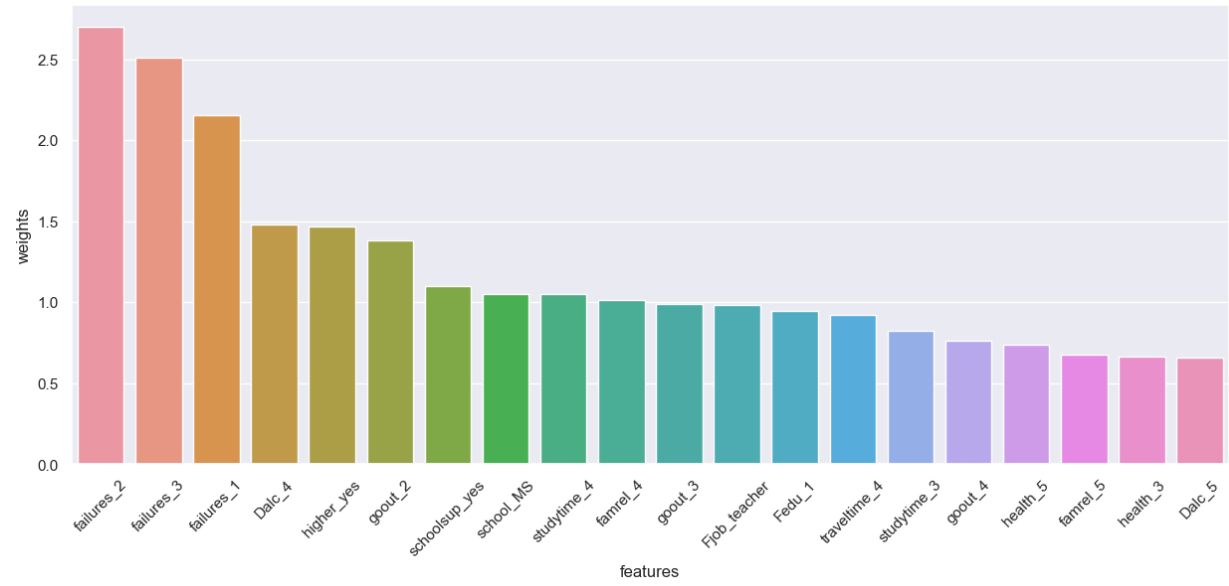 2.5
2.0
1.5
1.0
0.5
0.0
weights
failures_2
failures_3
failures_1
Dalc_4
higher_yes
goout_2
schoolsup_yes
school_MS
studytime_4
famrel_4
goout_3
Fjob_teacher
Fedu_1
traveltime_4
studytime_3
goout_4
health_5
famrel_5
health_3
Dalc_5
features